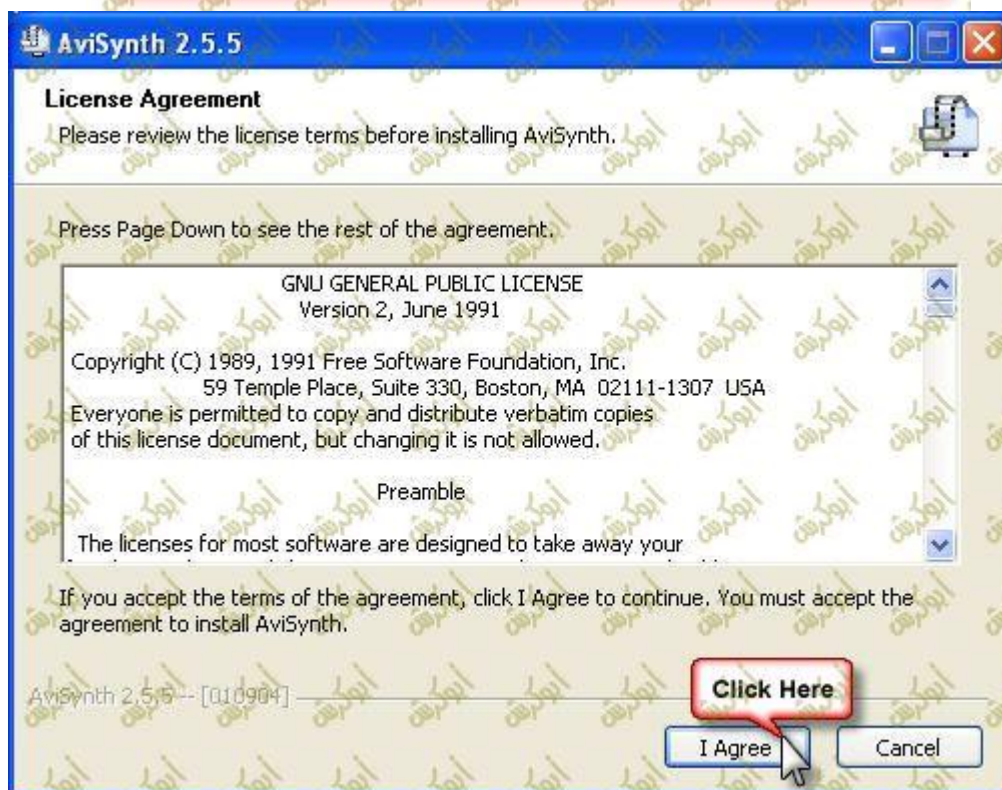 AviSynth 2.5.5
License Agreement
Please review the license terms before installing AviSynth.
Press Page Down to see the rest of the agreement.
GNU GENERAL PUBLIC LICENSE
Version 2, June 1991
Copyright (C) 1989, 1991 Free Software Foundation, Inc.
59 Temple Place, Suite 330, Boston, MA 02111-1307 USA
Everyone is permitted to copy and distribute verbatim copies
of this license document, but changing it is not allowed.
Preamble
The licenses for most software are designed to take away your
If you accept the terms of the agreement, click I Agree to continue. You must accept the
agreement to install AviSynth.
AviSynth 2.5.5 -- [010904]
Click Here
I Agree
Cancel